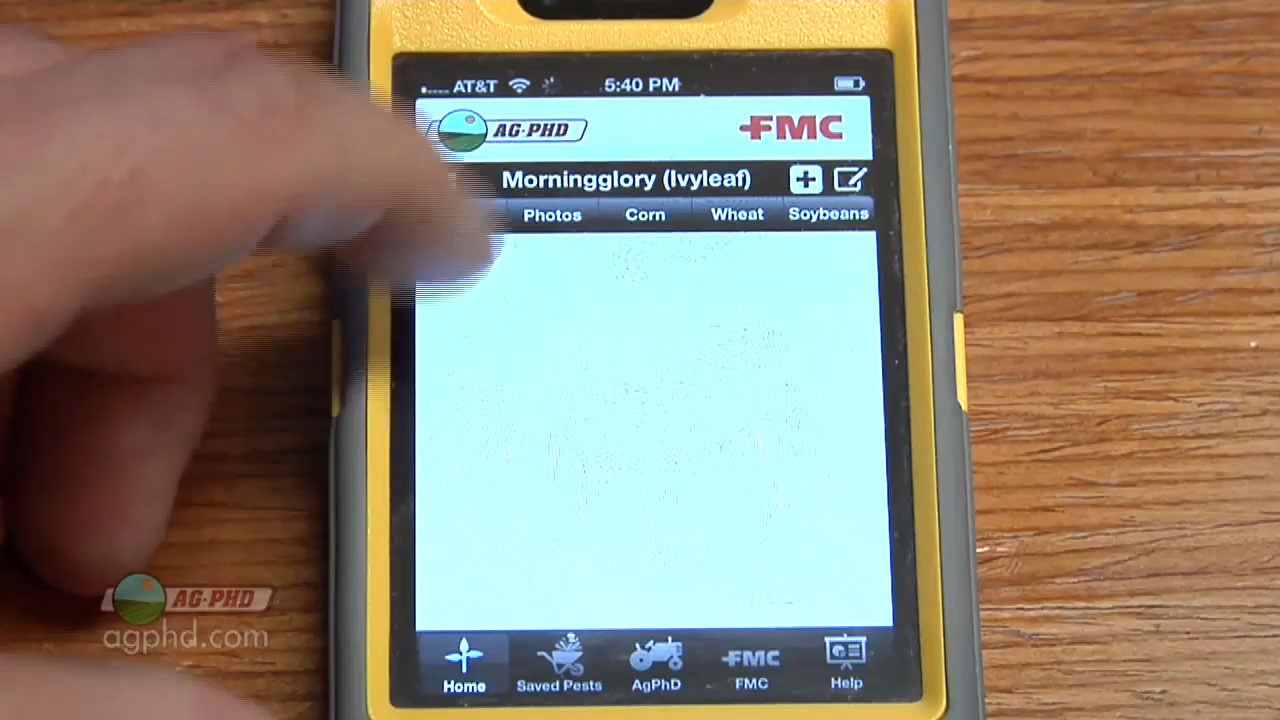 AT&T 5:40 PM
AG·PHD FMC
Morningglory (Ivyleaf)
Photos Corn Wheat Soybeans
Home Saved Pests AgPhD FMC FMC Help
AG·PHD
agphd.com